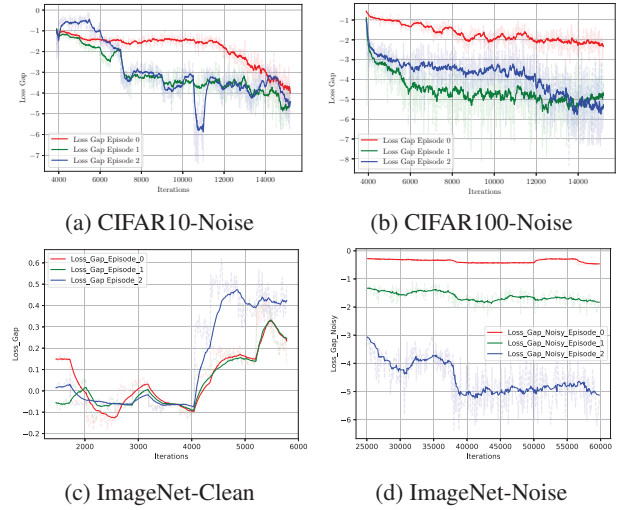 0
−1
−2
−3
−4
−5
−6
−7
Loss Gap
Loss Gap Episode 0
Loss Gap Episode 1
Loss Gap Episode 2
4000 6000 8000 10000 12000 14000
Iterations
(a) CIFAR10-Noise
−1
−2
−3
−4
−5
−6
−7
−8
Loss Gap
Loss Gap Episode 0
Loss Gap Episode 1
Loss Gap Episode 2
4000 6000 8000 10000 12000 14000
Iterations
(b) CIFAR100-Noise
0.6
0.5
0.4
0.3
0.2
0.1
0.0
−0.1
−0.2
Loss_Gap
Loss_Gap_Episode_0
Loss_Gap_Episode_1
Loss_Gap Episode_2
2000 3000 4000 5000 6000
Iterations
(c) ImageNet-Clean
0
−1
−2
−3
−4
−5
−6
Loss_Gap_Noisy
Loss_Gap_Noisy_Episode_0
Loss_Gap_Noisy_Episode_1
Loss_Gap_Noisy_Episode_2
25000 30000 35000 40000 45000 50000 55000 60000
Iterations
(d) ImageNet-Noise